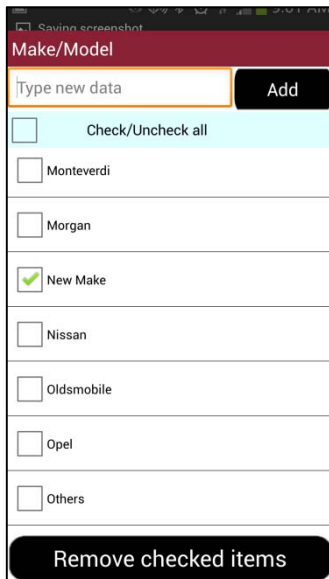 Saving screenshot
Make/Model
Type new data
Add
Check/Uncheck all
Monteverdi
Morgan
New Make
Nissan
Oldsmobile
Opel
Others
Remove checked items